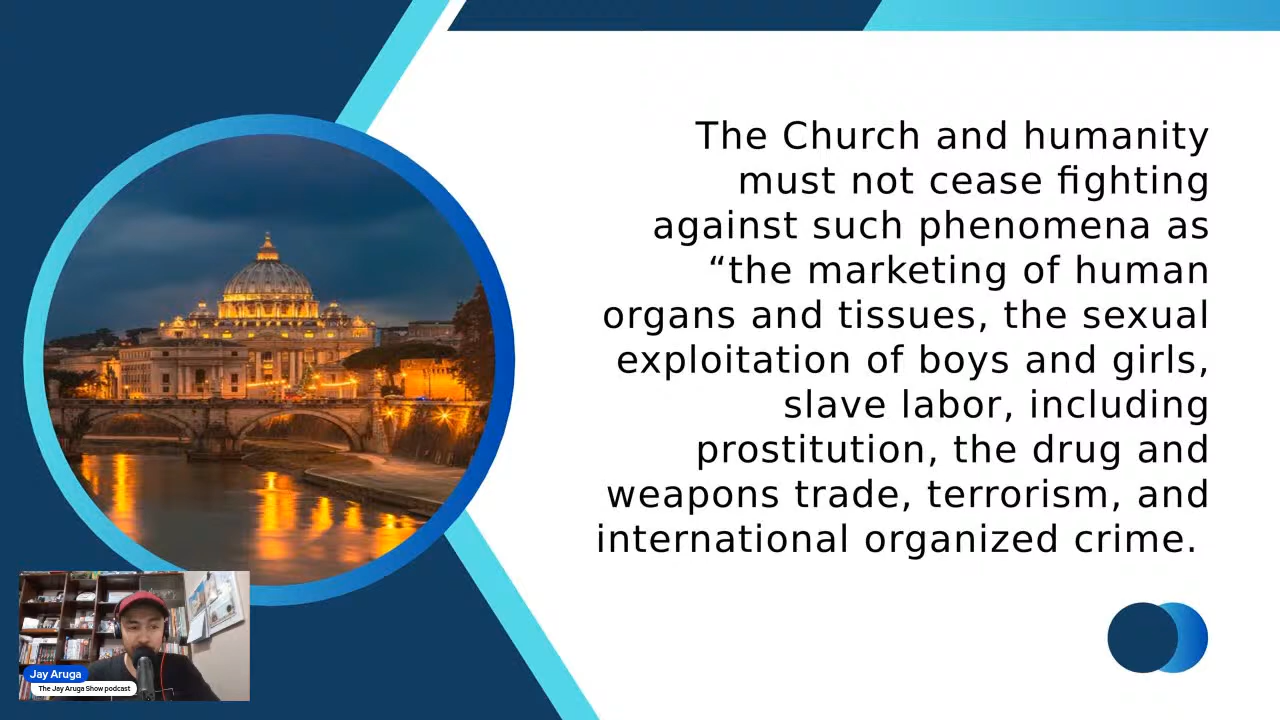 The Church and humanity
must not cease fighting
against such phenomena as
“the marketing of human
organs and tissues, the sexual
exploitation of boys and girls,
slave labor, including
prostitution, the drug and
weapons trade, terrorism, and
international organized crime.
Jay Aruga
The Jay Aruga Show podcast